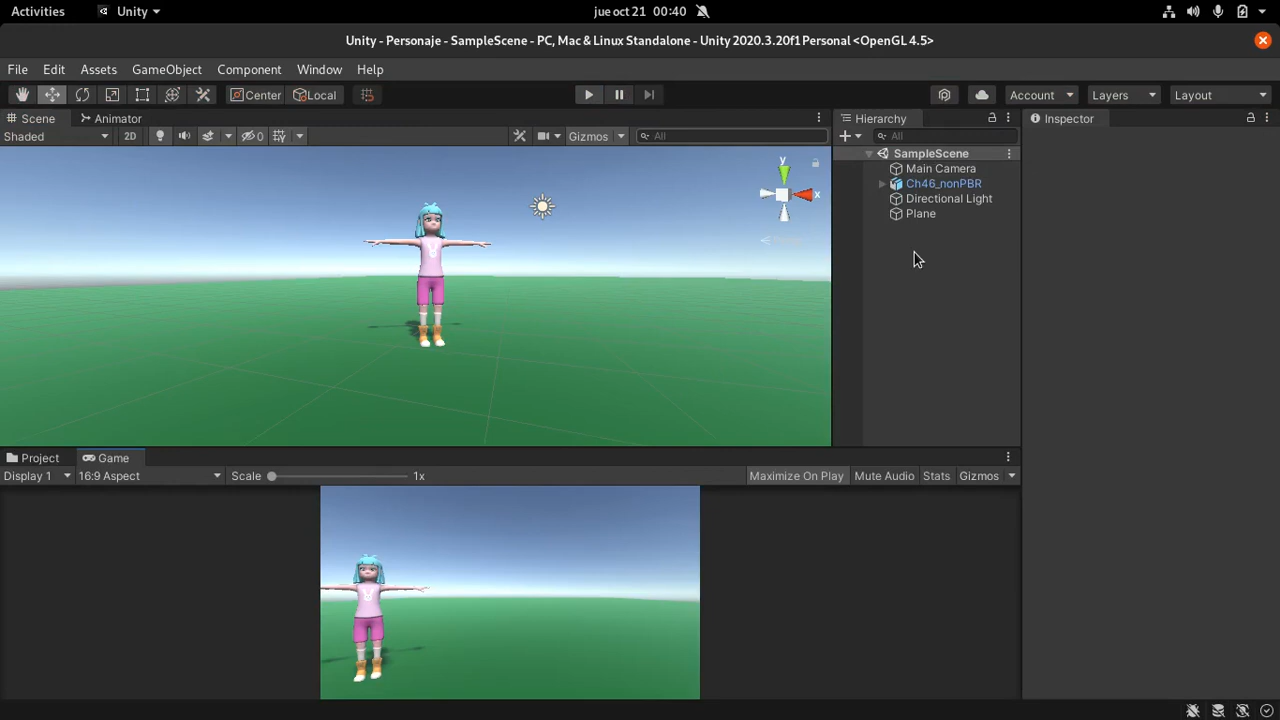 Activities Unity jue oct 21 00:40
Unity - Personaje - SampleScene - PC, Mac & Linux Standalone - Unity 2020.3.20f1 Personal <OpenGL 4.5>
File Edit Assets GameObject Component Window Help
Center Local Account Layers Layout
Scene Animator Hierarchy Inspector
Shaded 2D 0 Gizmos All All
SampleScene
Main Camera
Ch46_nonPBR
Directional Light
Plane
y
x
Project Game
Display 1 16:9 Aspect Scale 1x Maximize On Play Mute Audio Stats Gizmos